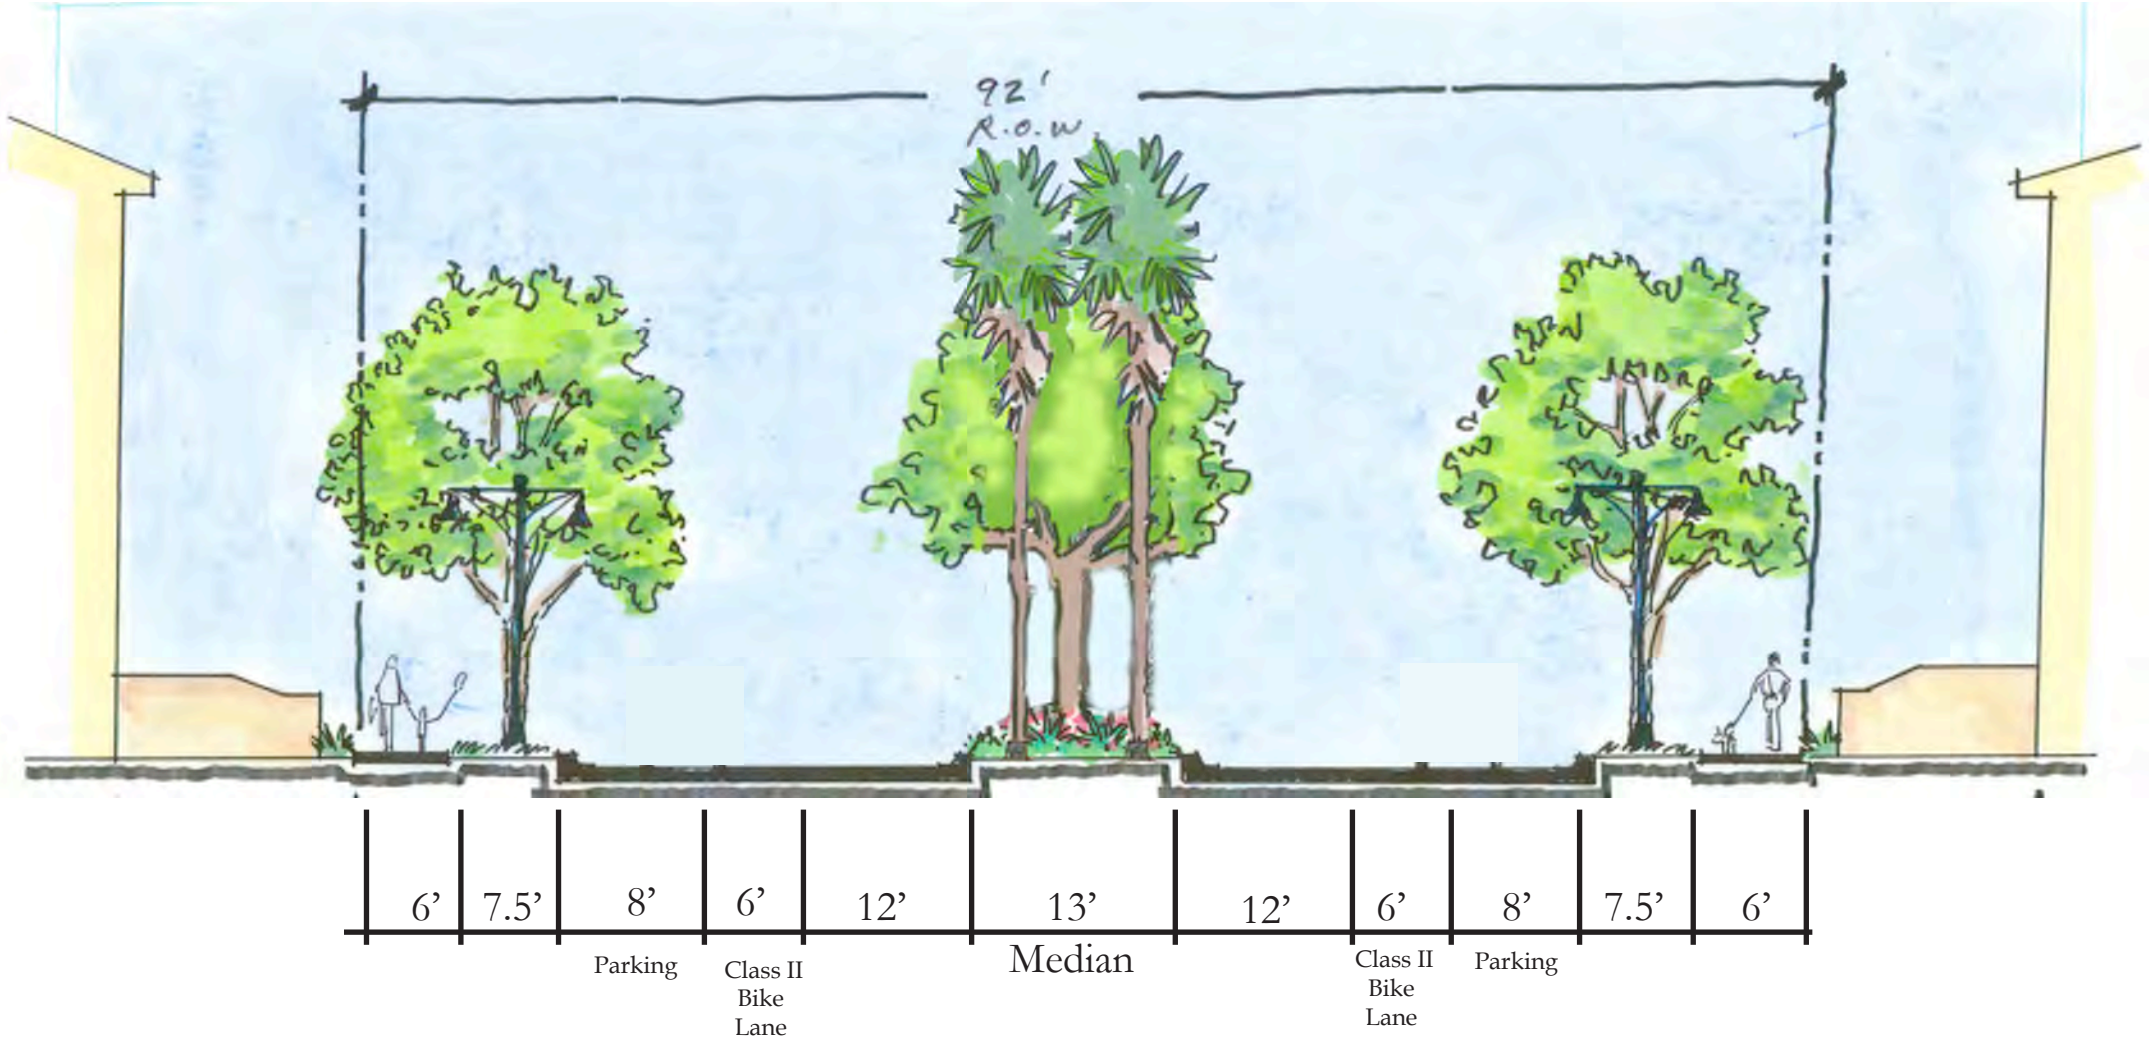 92'
R.O.W.
6’ 7.5’ 8’ 6’ 12’ 13’ 12’ 6’ 8’ 7.5’ 6’
Parking
Class II
Bike
Lane
Median
Class II
Bike
Lane
Parking